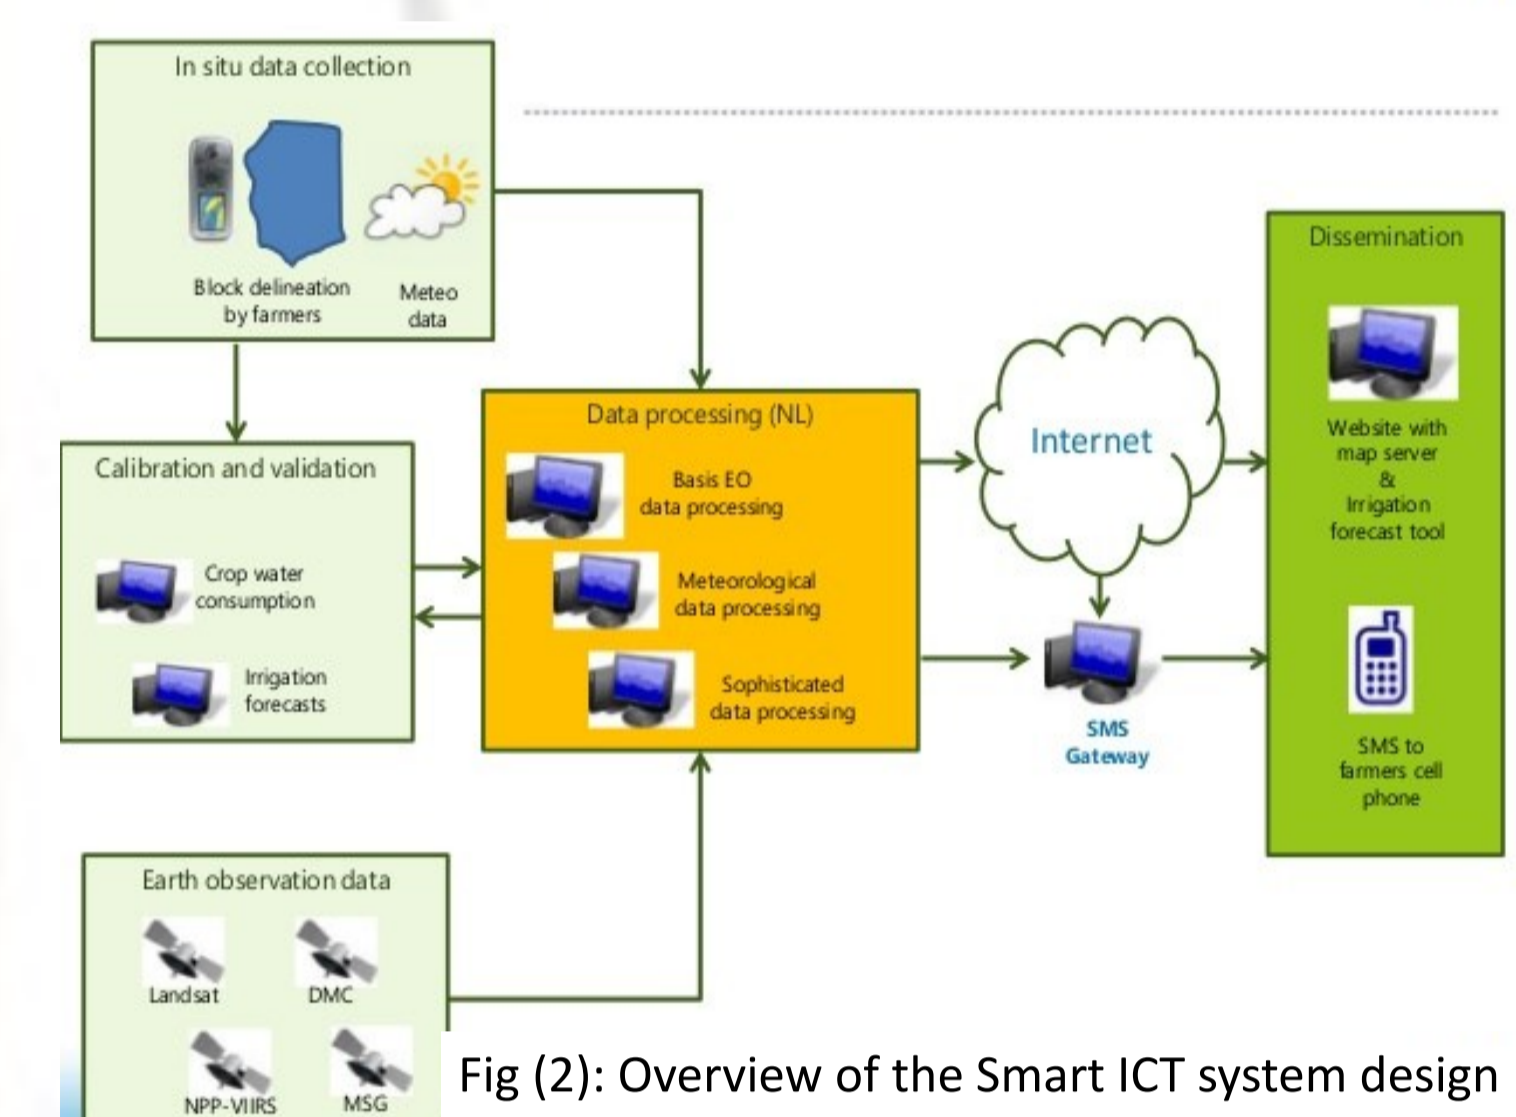 In situ data collection
Block delineation
by farmers
Meteo
data
Calibration and validation
Crop water
consumption
Irrigation
forecasts
Data processing (NL)
Basis EO
data processing
Meteorological
data processing
Sophisticated
data processing
Earth observation data
Landsat
DMC
NPP-VIIRS
MSG
Internet
SMS
Gateway
Dissemination
Website with
map server
&
Irrigation
forecast tool
SMS to
farmers cell
phone
Fig (2): Overview of the Smart ICT system design